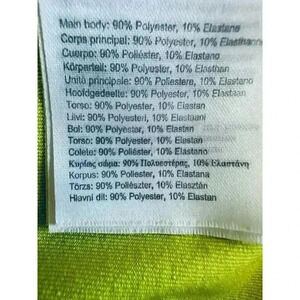 Main body: 90% Polyester, 10% Elastane
Corps principal: 90% Polyester, 10% Elasthanne
Cuerpo: 90% Poliéster, 10% Elastano
Körperteil: 90% Polyester, 10% Elasthan
Unità principale: 90% Poliestere, 10% Elastano
Hoofdgedeelte: 90% Polyester, 10% Elastaan
Torso: 90% Polyester, 10% Elastan
Liivi: 90% Polyesteri, 10% Elastaani
Bol: 90% Polyester, 10% Elastan
Torso: 90% Polyester, 10% Elastan
Colete: 90% Poliéster, 10% Elastano
Κυρίως σώμα: 90% Πολυεστέρας, 10% Ελαστάνη
Korpus: 90% Poliester, 10% Elastan
Törzs: 90% Poliészter, 10% Elasztán
Hlavní díl: 90% Polyester, 10% Elastan